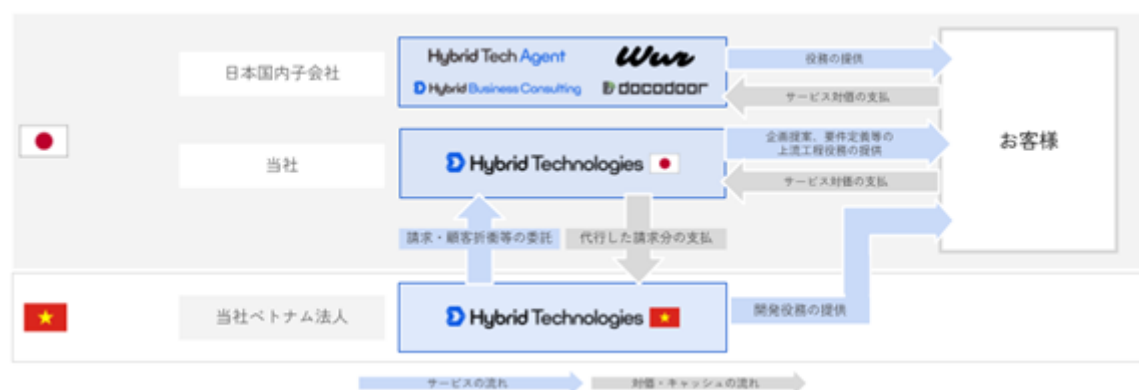 日本国内子会社
Hybrid Tech Agent
Wur
Hybrid Business Consulting
docodoor
役務の提供
サービス対価の支払
お客様
当社
Hybrid Technologies
企画提案、要件定義等の
上流工程役務の提供
サービス対価の支払
請求・顧客折衝等の委託
代行した請求分の支払
当社ベトナム法人
Hybrid Technologies
開発役務の提供
サービスの流れ
対価・キャッシュの流れ